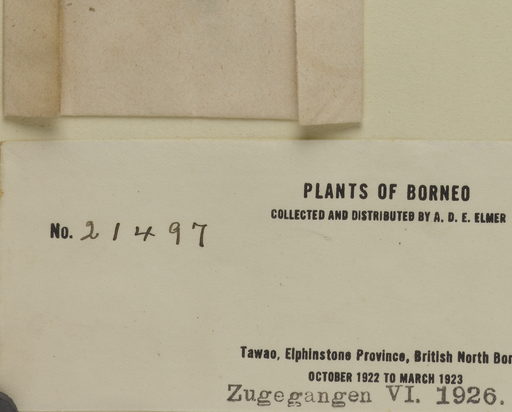 PLANTS OF BORNEO
COLLECTED AND DISTRIBUTED BY A. D. E. ELMER
No. 21497
Tawao, Elphinstone Province, British North Bor
OCTOBER 1922 TO MARCH 1923
Zugegangen VI. 1926.